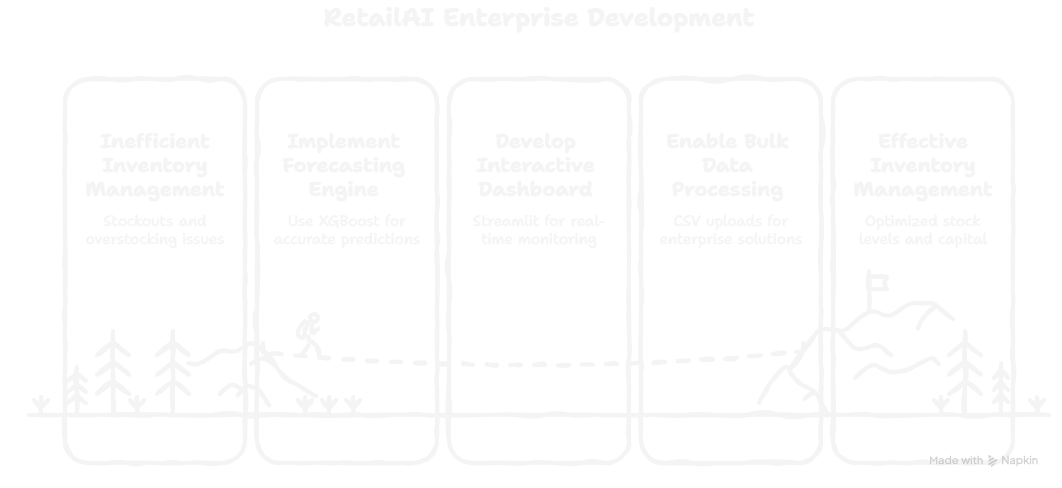 RetailAI Enterprise Development
Inefficient
Inventory
Management
Stockouts and
overstocking issues
Implement
Forecasting
Engine
Use XGBoost for
accurate predictions
Develop
Interactive
Dashboard
Streamlit for real-
time monitoring
Enable Bulk
Data
Processing
CSV uploads for
enterprise solutions
Effective
Inventory
Management
Optimized stock
levels and capital
Made with Napkin